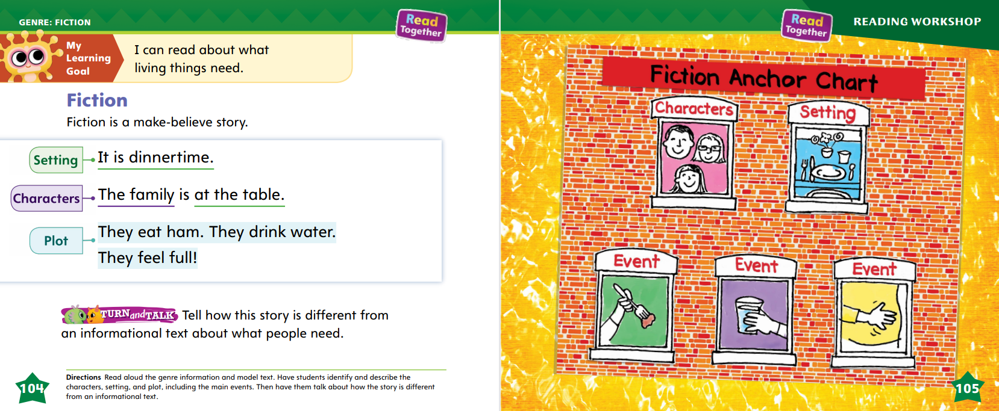 GENRE: FICTION
Read
Together
My
Learning
Goal
I can read about what
living things need.
Fiction
Fiction is a make-believe story.
Setting
It is dinnertime.
Characters
The family is at the table.
Plot
They eat ham. They drink water.
They feel full!
TURN and TALK Tell how this story is different from
an informational text about what people need.
Directions Read aloud the genre information and model text. Have students identify and describe the
characters, setting, and plot, including the main events. Then have them talk about how the story is different
from an informational text.
104
Read
Together
READING WORKSHOP
Fiction Anchor Chart
Characters
Setting
Event
Event
Event
105